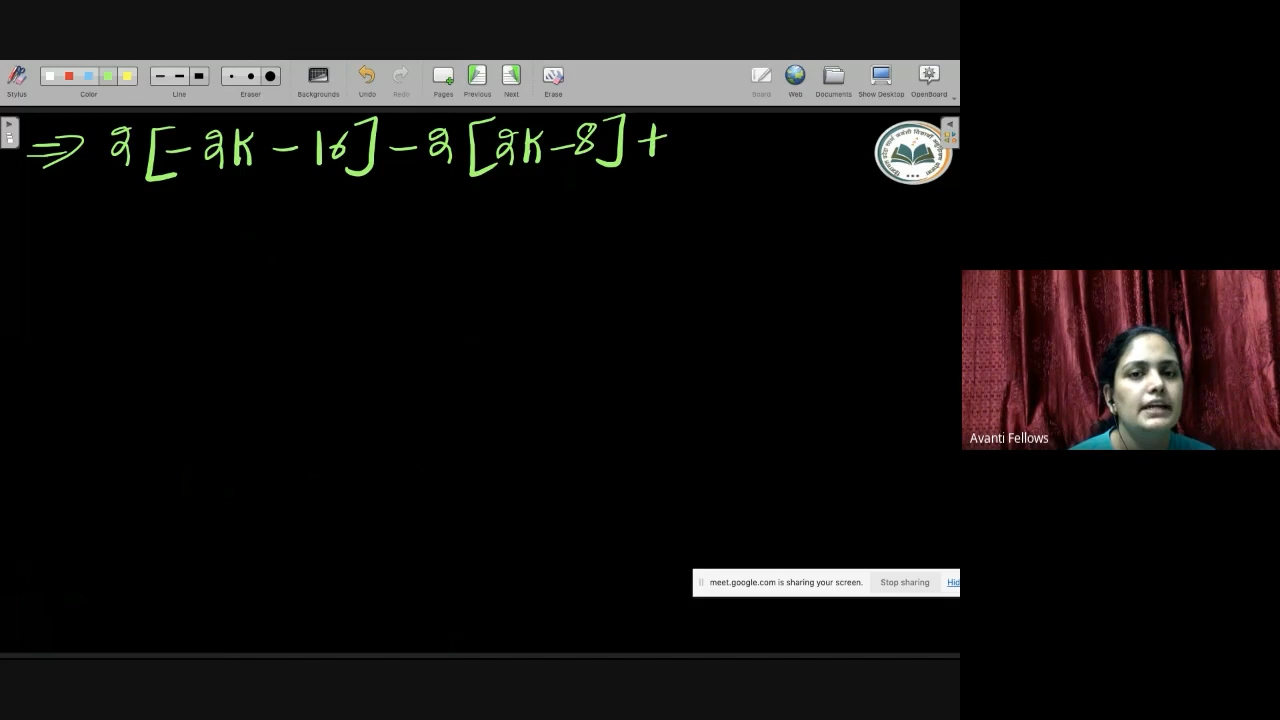 Stylus Color Line Eraser Backgrounds Undo Redo Pages Previous Next Erase Board Web Documents Show Desktop OpenBoard
⇒ 2[-2k-16]-2[2k-8]+
Avanti Fellows
meet.google.com is sharing your screen. Stop sharing Hid